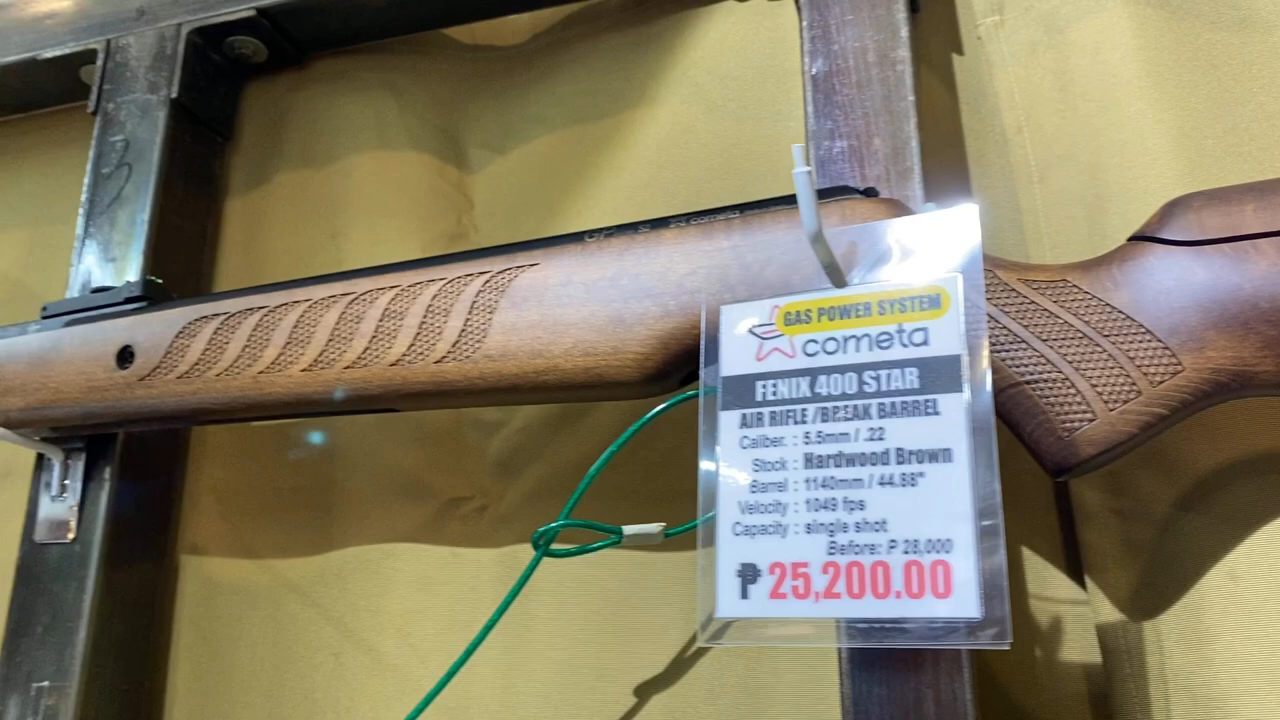 cometa
GAS POWER SYSTEM
cometa
FENIX 400 STAR
AIR RIFLE / BREAK BARREL
Caliber. : 5.5mm / .22
Stock : Hardwood Brown
Barrel : 1140mm / 44.88"
Velocity : 1049 fps
Capacity : single shot
Before: P 28,000
₱ 25,200.00